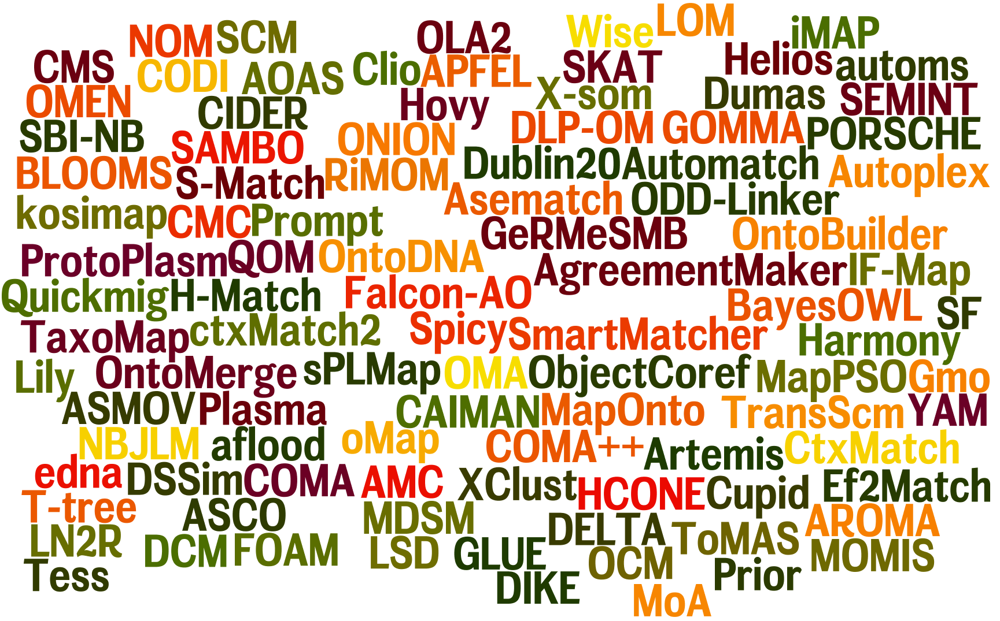 LOM
Wise
iMAP
NOM
SCM
OLA2
Helios
automs
CMS
CODI
AOAS
Clio
APFEL
SKAT
X-som
Dumas
SEMINT
OMEN
CIDER
Hovy
DLP-OM
GOMMA
PORSCHE
SBI-NB
SAMBO
ONION
Dublin20
Automatch
Autoplex
BLOOMS
S-Match
RiMOM
Asematch
ODD-Linker
kosimap
CMC
Prompt
GeRMeSMB
OntoBuilder
ProtoPlasm
QOM
OntoDNA
AgreementMaker
IF-Map
Quickmig
H-Match
Falcon-AO
BayesOWL
SF
TaxoMap
ctxMatch2
Spicy
SmartMatcher
Harmony
Lily
OntoMerge
sPLMap
OMA
ObjectCoref
MapPSO
Gmo
ASMOV
Plasma
CAIMAN
MapOnto
TransScm
YAM
NBJLM
aflood
oMap
COMA++
Artemis
CtxMatch
edna
DSSim
COMA
AMC
XClust
HCONE
Cupid
Ef2Match
T-tree
ASCO
MDSM
DELTA
ToMAS
AROMA
LN2R
DCM
FOAM
LSD
GLUE
OCM
MOMIS
Tess
DIKE
Prior
MoA